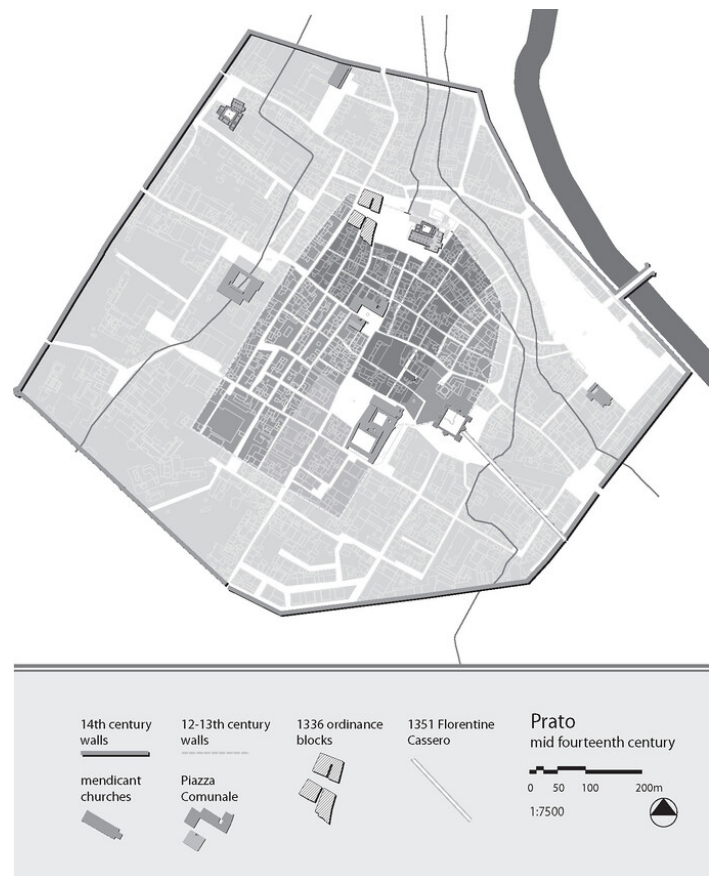 14th century
walls
12-13th century
walls
1336 ordinance
blocks
1351 Florentine
Cassero
mendicant
churches
Piazza
Comunale
Prato
mid fourteenth century
0 50 100 200m
1:7500